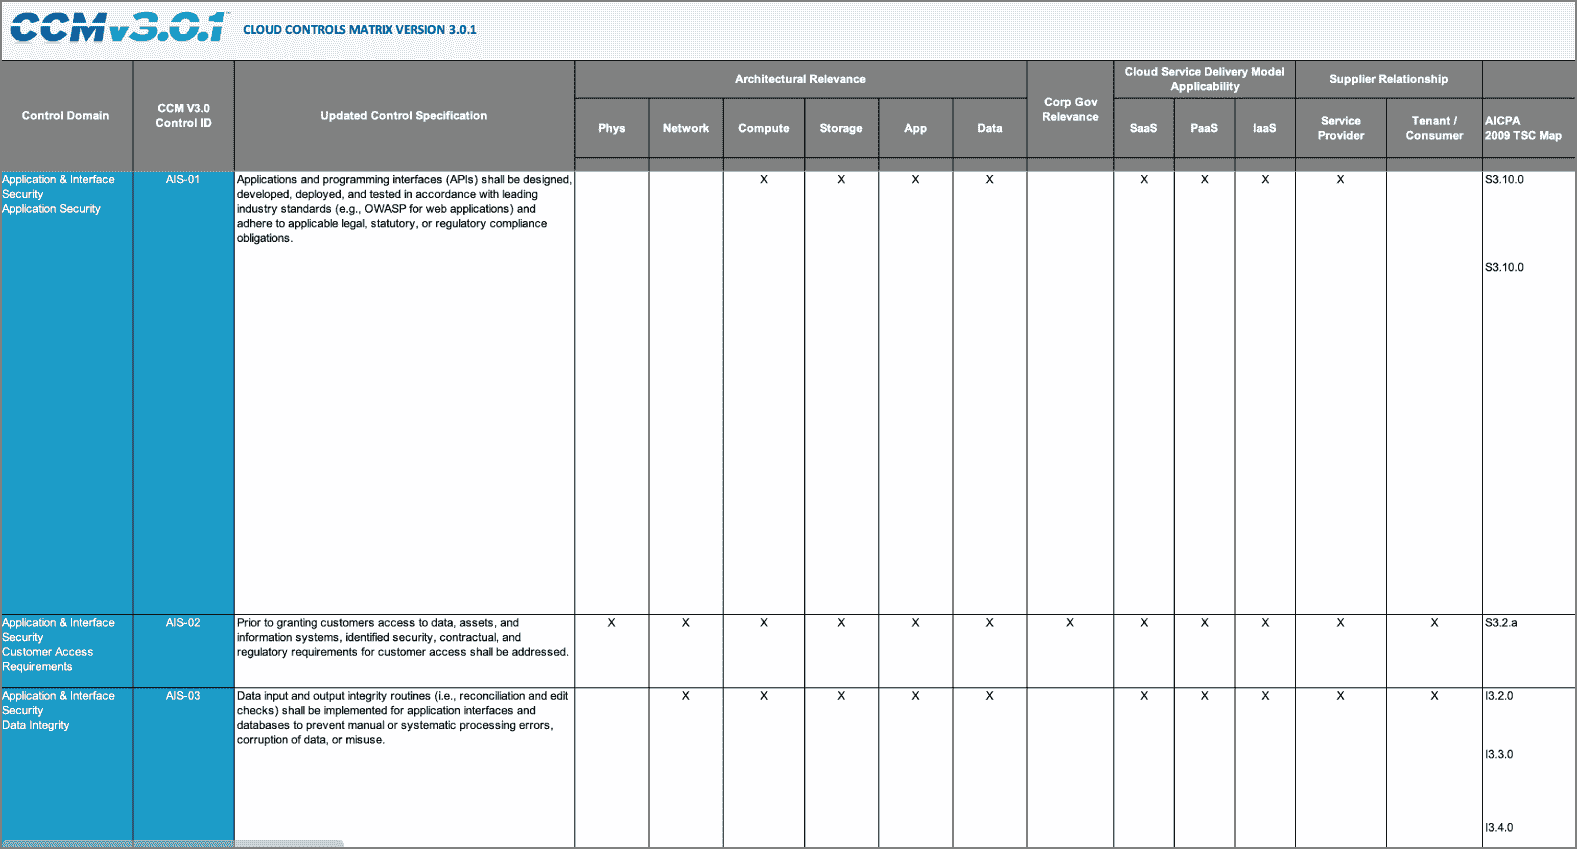 CCMv3.0.1™ CLOUD CONTROLS MATRIX VERSION 3.0.1
Control Domain
CCM V3.0
Control ID
Updated Control Specification
Architectural Relevance
Phys Network Compute Storage App Data
Corp Gov
Relevance
Cloud Service Delivery Model
Applicability
SaaS PaaS IaaS
Supplier Relationship
Service
Provider
Tenant /
Consumer
AICPA
2009 TSC Map
Application & Interface
Security
Application Security
AIS-01
Applications and programming interfaces (APIs) shall be designed,
developed, deployed, and tested in accordance with leading
industry standards (e.g., OWASP for web applications) and
adhere to applicable legal, statutory, or regulatory compliance
obligations.
X X X X X X X X
S3.10.0
S3.10.0
Application & Interface
Security
Customer Access
Requirements
AIS-02
Prior to granting customers access to data, assets, and
information systems, identified security, contractual, and
regulatory requirements for customer access shall be addressed.
X X X X X X X X X X X X
S3.2.a
Application & Interface
Security
Data Integrity
AIS-03
Data input and output integrity routines (i.e., reconciliation and edit
checks) shall be implemented for application interfaces and
databases to prevent manual or systematic processing errors,
corruption of data, or misuse.
X X X X X X X X X X
I3.2.0
I3.3.0
I3.4.0